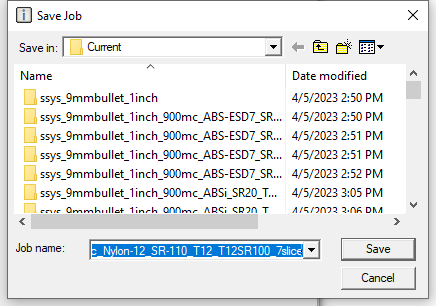 Save Job
Save in: Current
Name Date modified
ssys_9mmbullet_1inch 4/5/2023 2:50 PM
ssys_9mmbullet_1inch_900mc_ABS-ESD7_SR... 4/5/2023 2:50 PM
ssys_9mmbullet_1inch_900mc_ABS-ESD7_SR... 4/5/2023 2:51 PM
ssys_9mmbullet_1inch_900mc_ABS-ESD7_SR... 4/5/2023 2:51 PM
ssys_9mmbullet_1inch_900mc_ABS-ESD7_SR... 4/5/2023 2:52 PM
ssys_9mmbullet_1inch_900mc_ABSi_SR20_T... 4/5/2023 3:05 PM
ssys_9mmbullet_1inch_900mc_ABSi_SR20_T... 4/5/2023 3:06 PM
Job name: c_Nylon-12_SR-110_T12_T12SR100_7slice Save
Cancel